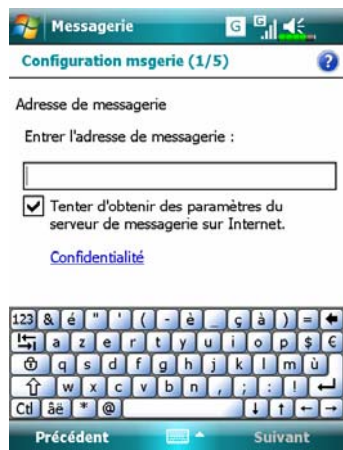 Messagerie G G
Configuration msgerie (1/5) ?
Adresse de messagerie
Entrer l'adresse de messagerie :
Tenter d'obtenir des paramètres du
serveur de messagerie sur Internet.
Confidentialité
123 & é " ' ( - è _ ç à ) =
a z e r t y u i o p $ €
q s d f g h j k l m ù
w x c v b n , ; : !
Ctl áë * @
Précédent Suivant